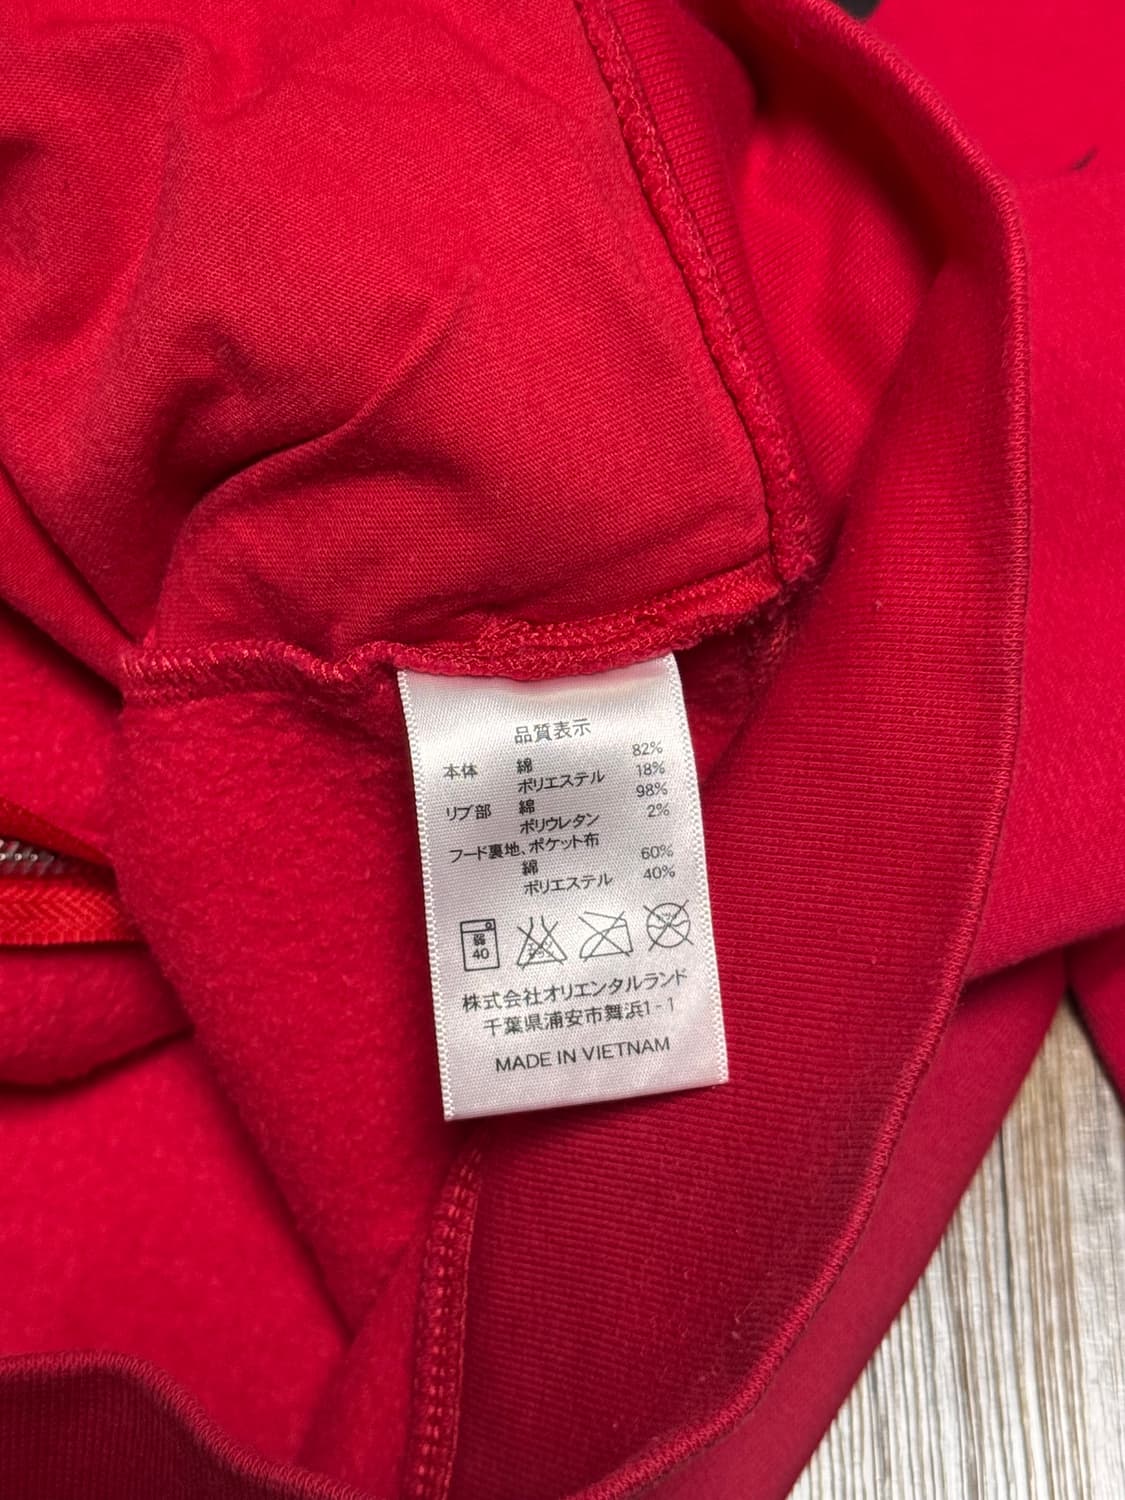 品質表示
本体 綿 82%
ポリエステル 18%
リブ部 綿 98%
ポリウレタン 2%
フード裏地、ポケット布
綿 60%
ポリエステル 40%
弱
40
株式会社オリエンタルランド
千葉県浦安市舞浜1-1
MADE IN VIETNAM